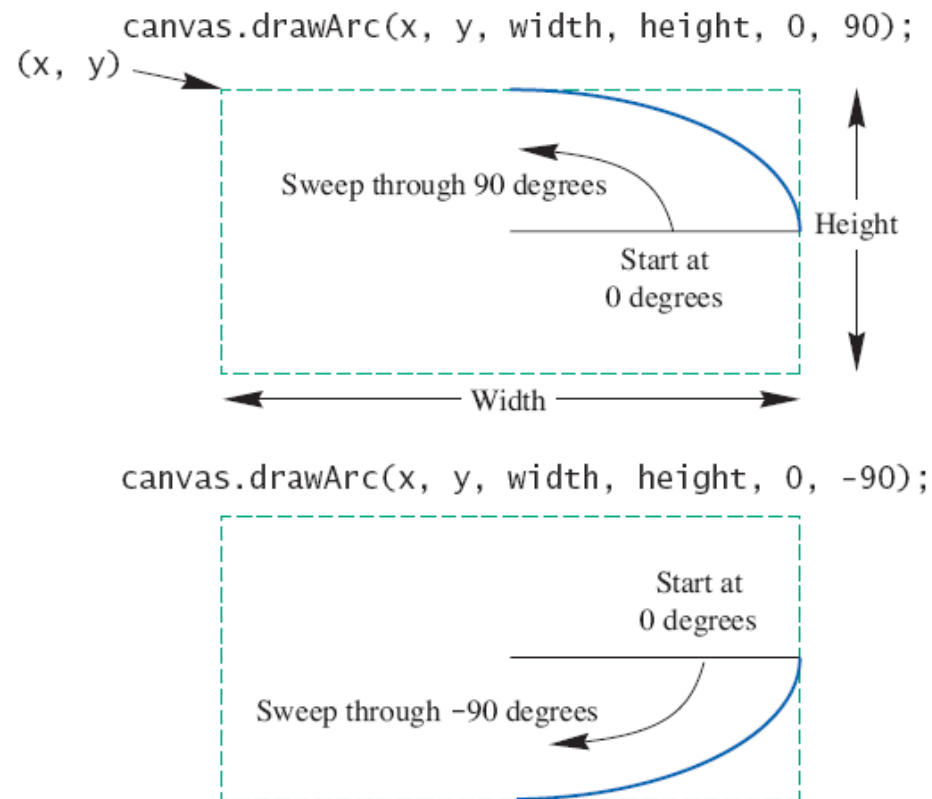 canvas.drawArc(x, y, width, height, 0, 90);
(x, y)
Sweep through 90 degrees
Height
Start at
0 degrees
Width
canvas.drawArc(x, y, width, height, 0, -90);
Start at
0 degrees
Sweep through −90 degrees